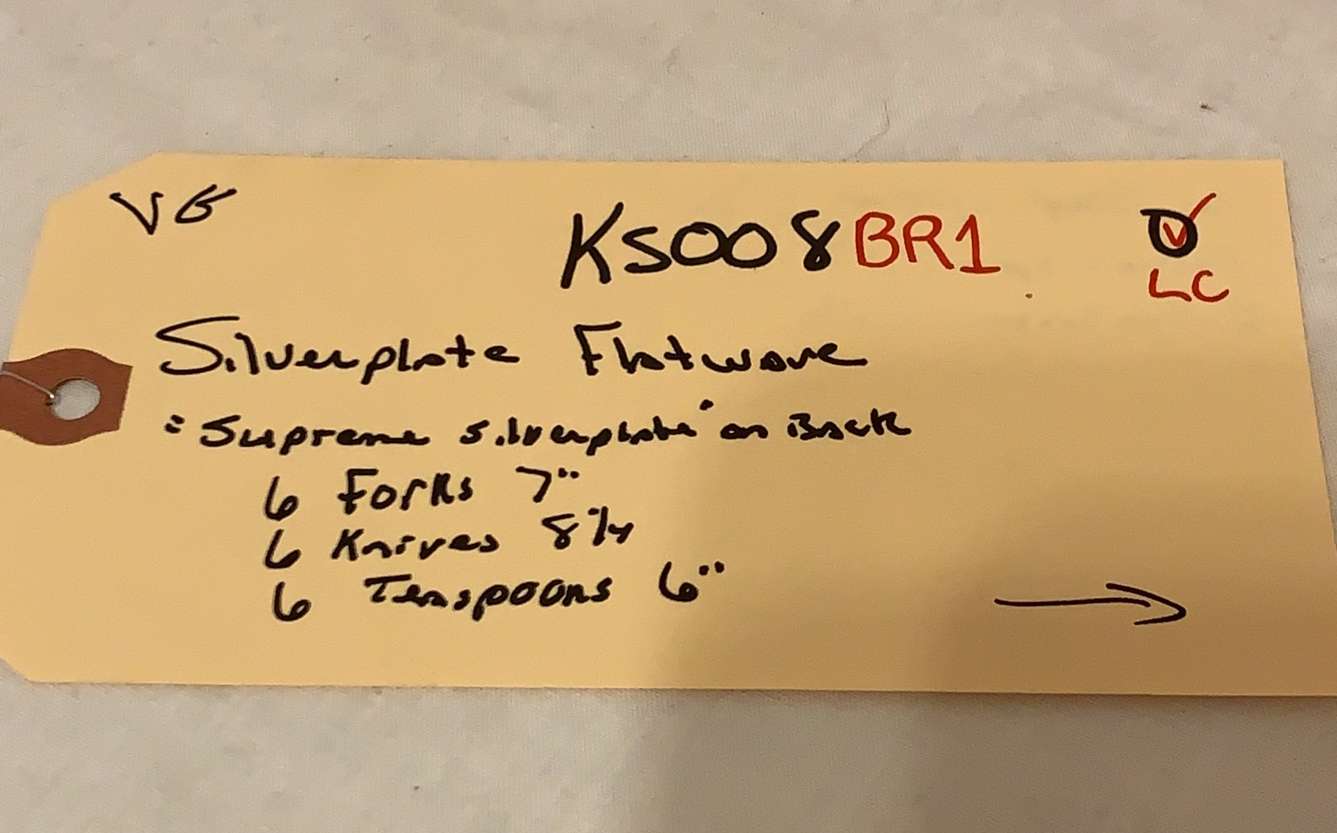 VG
KS008BR1
LC
Silverplate Flatware
"Supreme Silverplate" on Back
6 Forks 7"
6 Knives 8 1/4
6 Teaspoons 6"